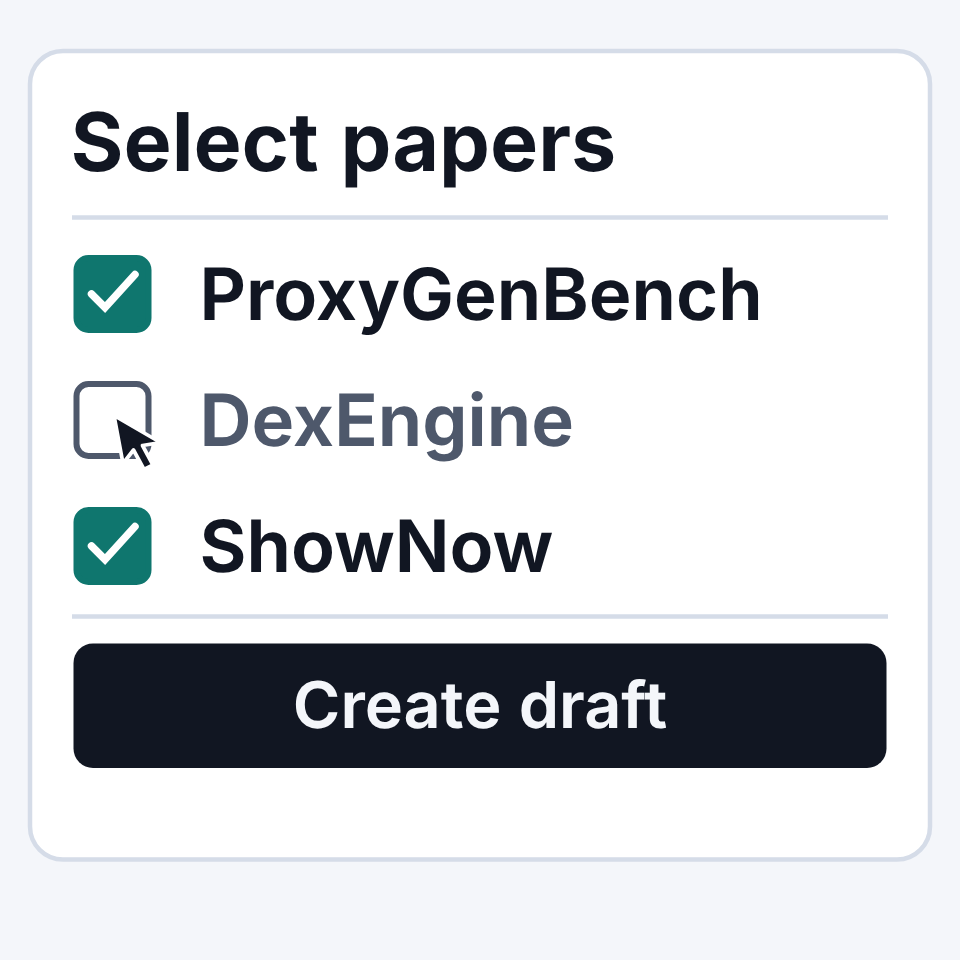 Select papers
ProxyGenBench
DexEngine
ShowNow
Create draft